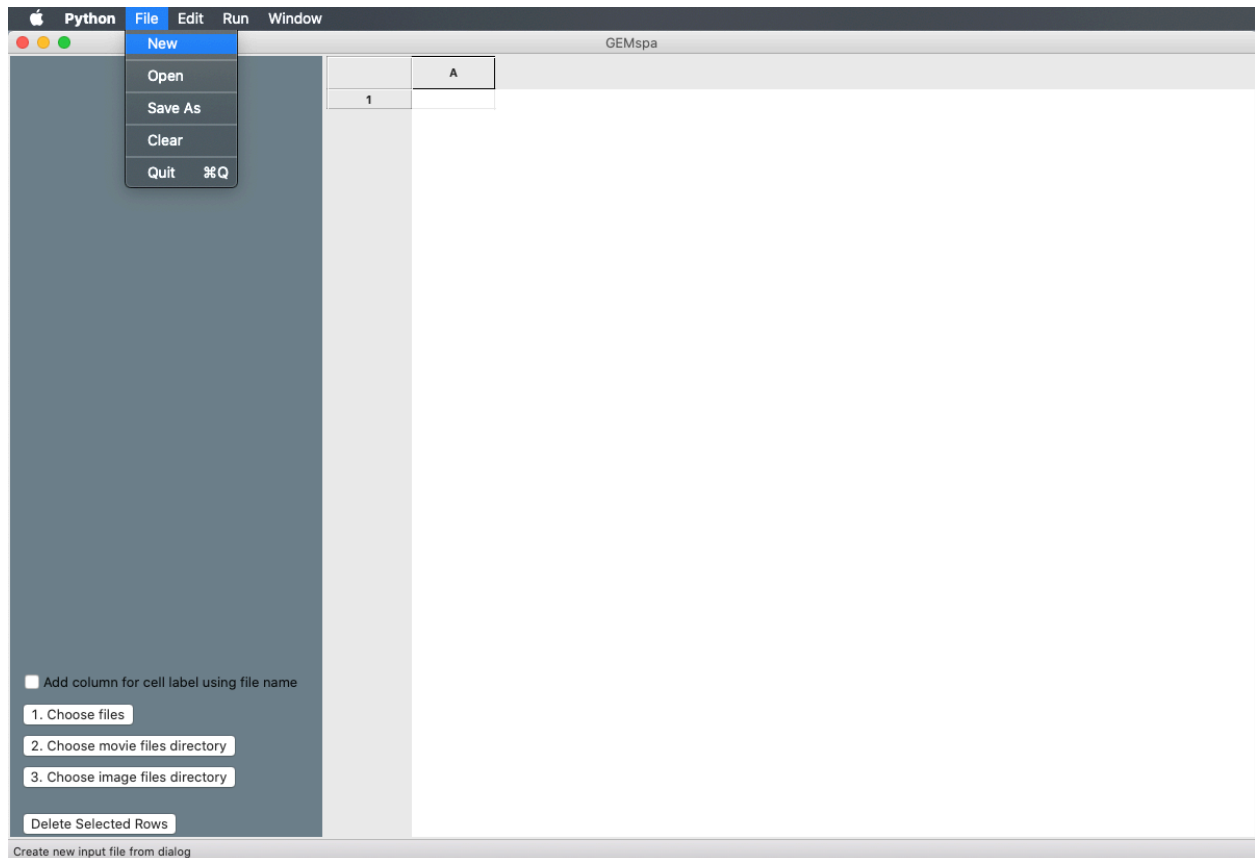 Python File Edit Run Window
GEMspa
New
Open
Save As
Clear
Quit ⌘Q
A
1
Add column for cell label using file name
1. Choose files
2. Choose movie files directory
3. Choose image files directory
Delete Selected Rows
Create new input file from dialog